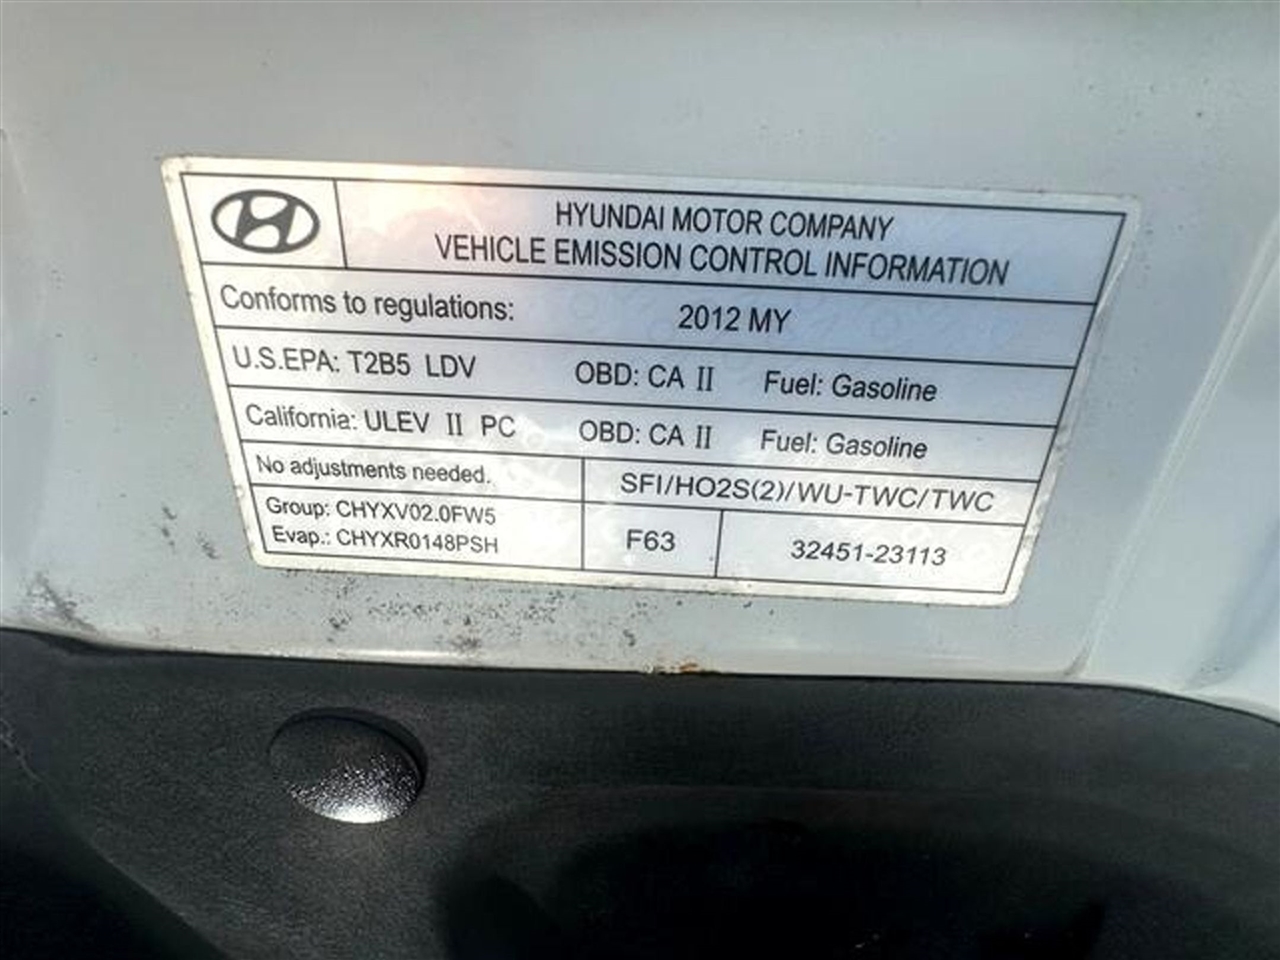 HYUNDAI MOTOR COMPANY
VEHICLE EMISSION CONTROL INFORMATION
Conforms to regulations: 2012 MY
U.S.EPA: T2B5 LDV OBD: CA II Fuel: Gasoline
California: ULEV II PC OBD: CA II Fuel: Gasoline
No adjustments needed. SFI/HO2S(2)/WU-TWC/TWC
Group: CHYXV02.0FW5
Evap.: CHYXR0148PSH F63 32451-23113